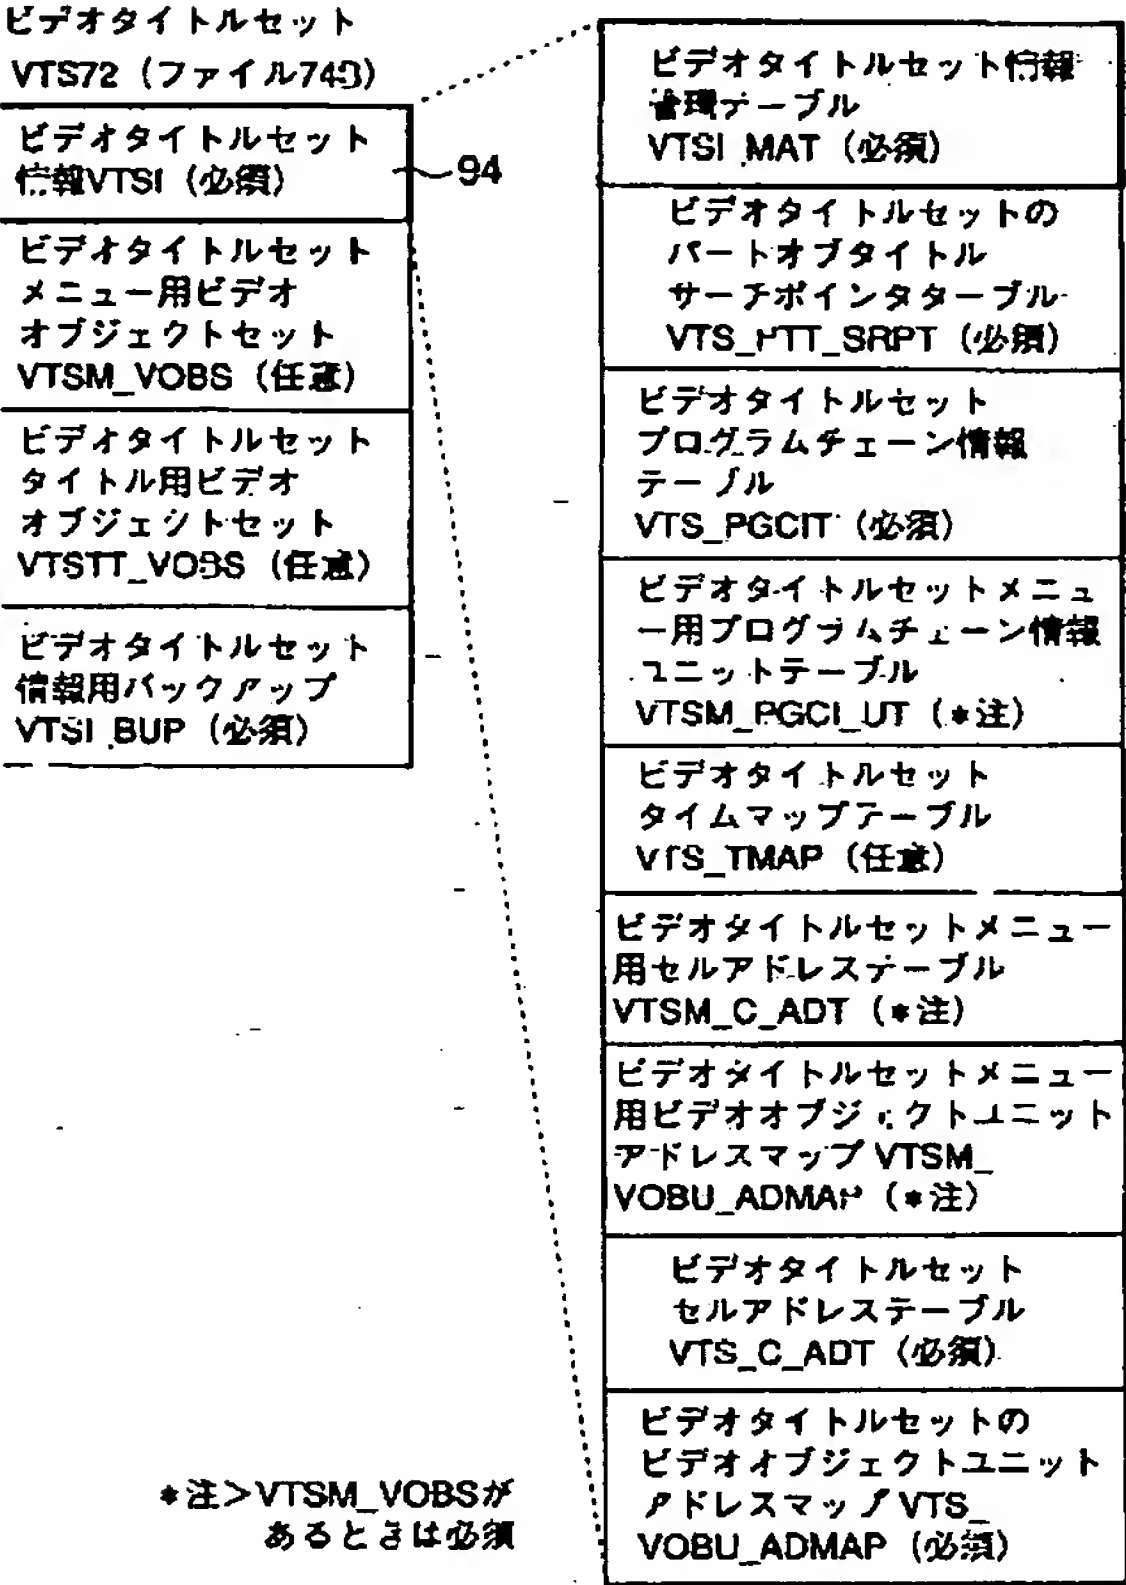 ビデオタイトルセット
VTS72（ファイル74B）
ビデオタイトルセット
情報VTSI（必須）
94
ビデオタイトルセット
メニュー用ビデオ
オブジェクトセット
VTSM_VOBS（任意）
ビデオタイトルセット
タイトル用ビデオ
オブジェクトセット
VTSTT_VOBS（任意）
ビデオタイトルセット
情報用バックアップ
VTSI_BUP（必須）
ビデオタイトルセット情報
管理テーブル
VTSI_MAT（必須）
ビデオタイトルセットの
パートオブタイトル
サーチポインタターブル
VTS_PTT_SRPT（必須）
ビデオタイトルセット
プログラムチェーン情報
テーブル
VTS_PGCIT（必須）
ビデオタイトルセットメニュ
ー用プログラムチェーン情報
ユニットテーブル
VTSM_PGCI_UT（*注）
ビデオタイトルセット
タイムマップテーブル
VTS_TMAP（任意）
ビデオタイトルセットメニュー
用セルアドレステーブル
VTSM_C_ADT（*注）
ビデオタイトルセットメニュー
用ビデオオブジェクトユニット
アドレスマップVTSM_
VOBU_ADMAP（*注）
ビデオタイトルセット
セルアドレステーブル
VTS_C_ADT（必須）
ビデオタイトルセットの
ビデオオブジェクトユニット
アドレスマップVTS_
VOBU_ADMAP（必須）
*注＞VTSM_VOBSが
あるときは必須